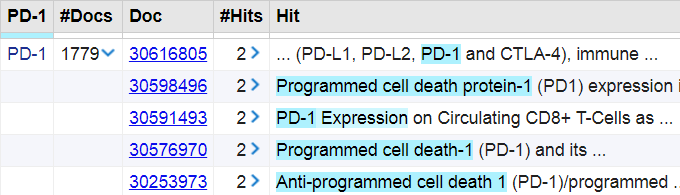 PD-1 #Docs Doc #Hits Hit
PD-1 1779 30616805 2 ... (PD-L1, PD-L2, PD-1 and CTLA-4), immune ...
30598496 2 Programmed cell death protein-1 (PD1) expression
30591493 2 PD-1 Expression on Circulating CD8+ T-Cells as ...
30576970 2 Programmed cell death-1 (PD-1) and its ...
30253973 2 Anti-programmed cell death 1 (PD-1)/programmed ...